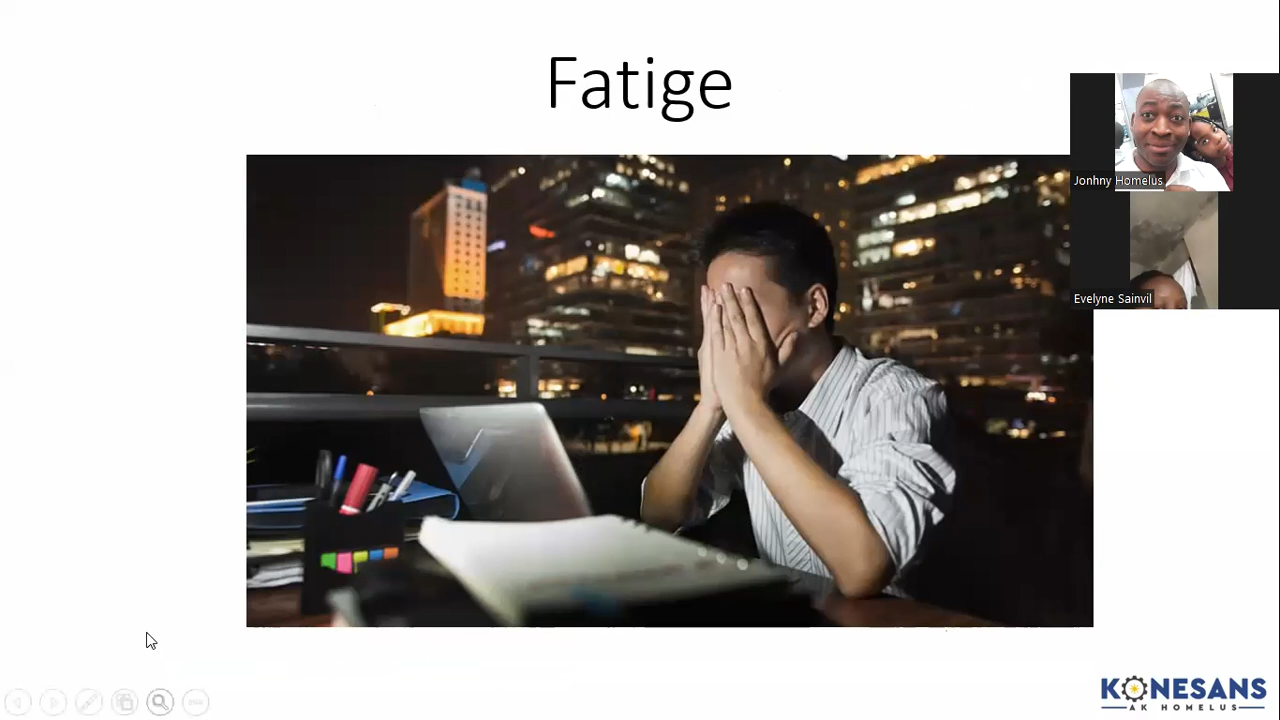 Fatige
Jonhny Homelus
Evelyne Sainvil
KONESANS
AK HOMELUS